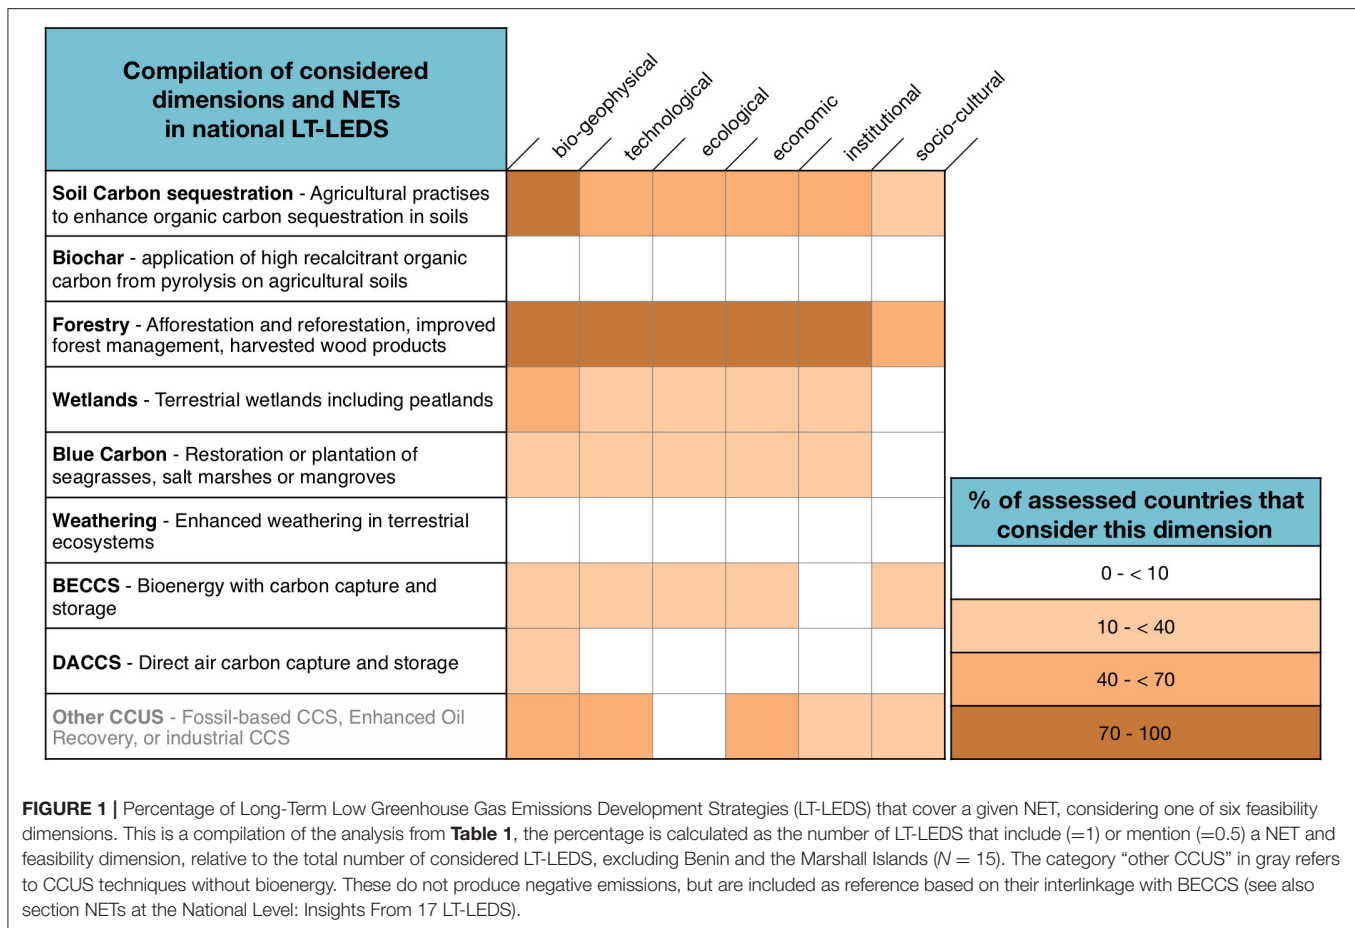 Compilation of considered
dimensions and NETs
in national LT-LEDS
bio-geophysical
technological
ecological
economic
institutional
socio-cultural
Soil Carbon sequestration - Agricultural practises
to enhance organic carbon sequestration in soils
Biochar - application of high recalcitrant organic
carbon from pyrolysis on agricultural soils
Forestry - Afforestation and reforestation, improved
forest management, harvested wood products
Wetlands - Terrestrial wetlands including peatlands
Blue Carbon - Restoration or plantation of
seagrasses, salt marshes or mangroves
Weathering - Enhanced weathering in terrestrial
ecosystems
BECCS - Bioenergy with carbon capture and
storage
DACCS - Direct air carbon capture and storage
Other CCUS - Fossil-based CCS, Enhanced Oil
Recovery, or industrial CCS
% of assessed countries that
consider this dimension
0 - < 10
10 - < 40
40 - < 70
70 - 100
FIGURE 1 | Percentage of Long-Term Low Greenhouse Gas Emissions Development Strategies (LT-LEDS) that cover a given NET, considering one of six feasibility
dimensions. This is a compilation of the analysis from Table 1, the percentage is calculated as the number of LT-LEDS that include (=1) or mention (=0.5) a NET and
feasibility dimension, relative to the total number of considered LT-LEDS, excluding Benin and the Marshall Islands (N = 15). The category “other CCUS” in gray refers
to CCUS techniques without bioenergy. These do not produce negative emissions, but are included as reference based on their interlinkage with BECCS (see also
section NETs at the National Level: Insights From 17 LT-LEDS).